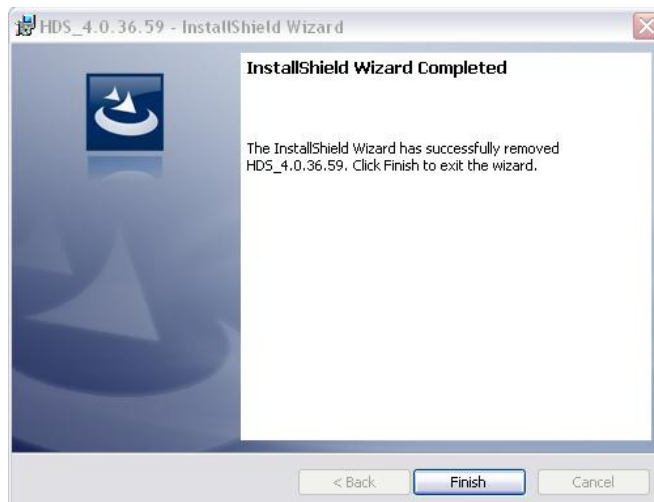 HDS_4.0.36.59 - InstallShield Wizard
InstallShield Wizard Completed
The InstallShield Wizard has successfully removed
HDS_4.0.36.59. Click Finish to exit the wizard.
< Back Finish Cancel